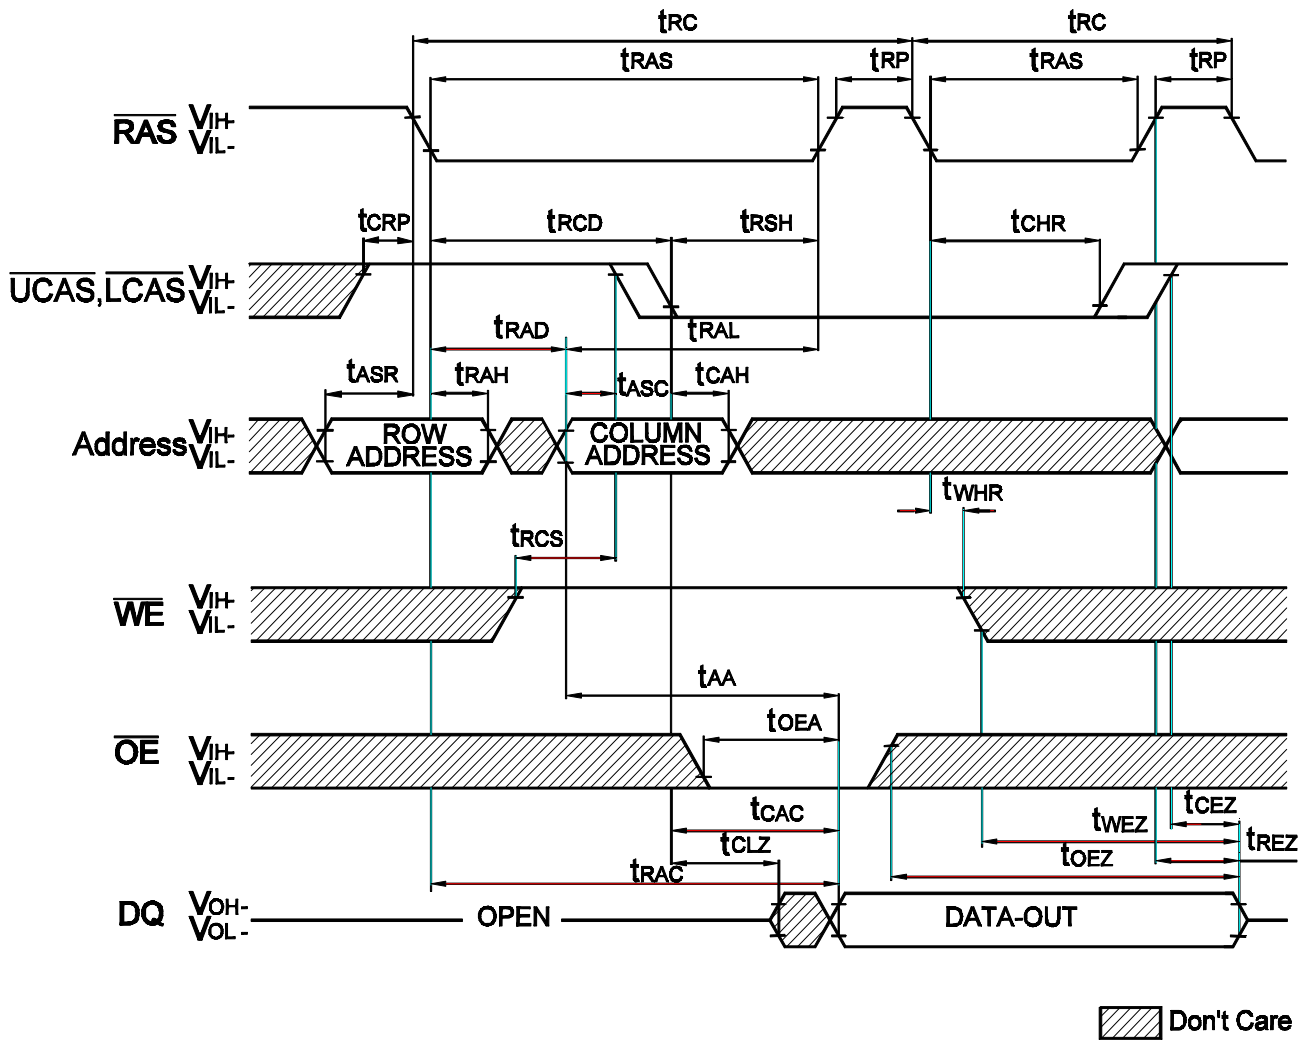 tRC tRC
tRAS tRP tRAS tRP
RAS VIH-
VIL-
tCRP tRCD tRSH tCHR
UCAS,LCAS VIH-
VIL-
tRAD tRAL
tASR tRAH tASC tCAH
Address VIH-
VIL-
ROW
ADDRESS
COLUMN
ADDRESS
tWHR
tRCS
WE VIH-
VIL-
tAA
tOEA
OE VIH-
VIL-
tCEZ
tCAC tWEZ
tCLZ tREZ
tOEZ
tRAC
DQ VOH-
VOL-
OPEN DATA-OUT
Don't Care